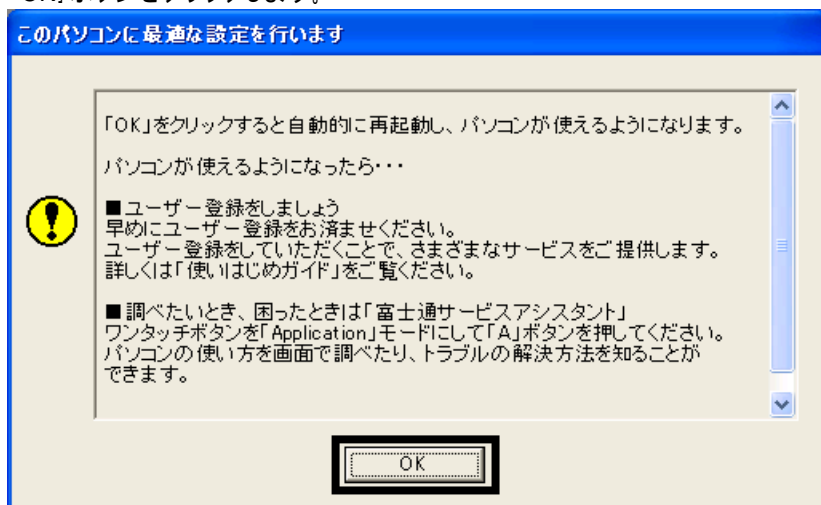 OK」ボタンをクリックします。
このパソコンに最適な設定を行います
「OK」をクリックすると自動的に再起動し、パソコンが使えるようになります。
パソコンが使えるようになったら・・・
■ユーザー登録をしましょう
早めにユーザー登録をお済ませください。
ユーザー登録をしていただくことで、さまざまなサービスをご提供します。
詳しくは「使いはじめガイド」をご覧ください。
■調べたいとき、困ったときは「富士通サービスアシスタント」
ワンタッチボタンを「Application」モードにして「A」ボタンを押してください。
パソコンの使い方を画面で調べたり、トラブルの解決方法を知ることが
できます。
OK